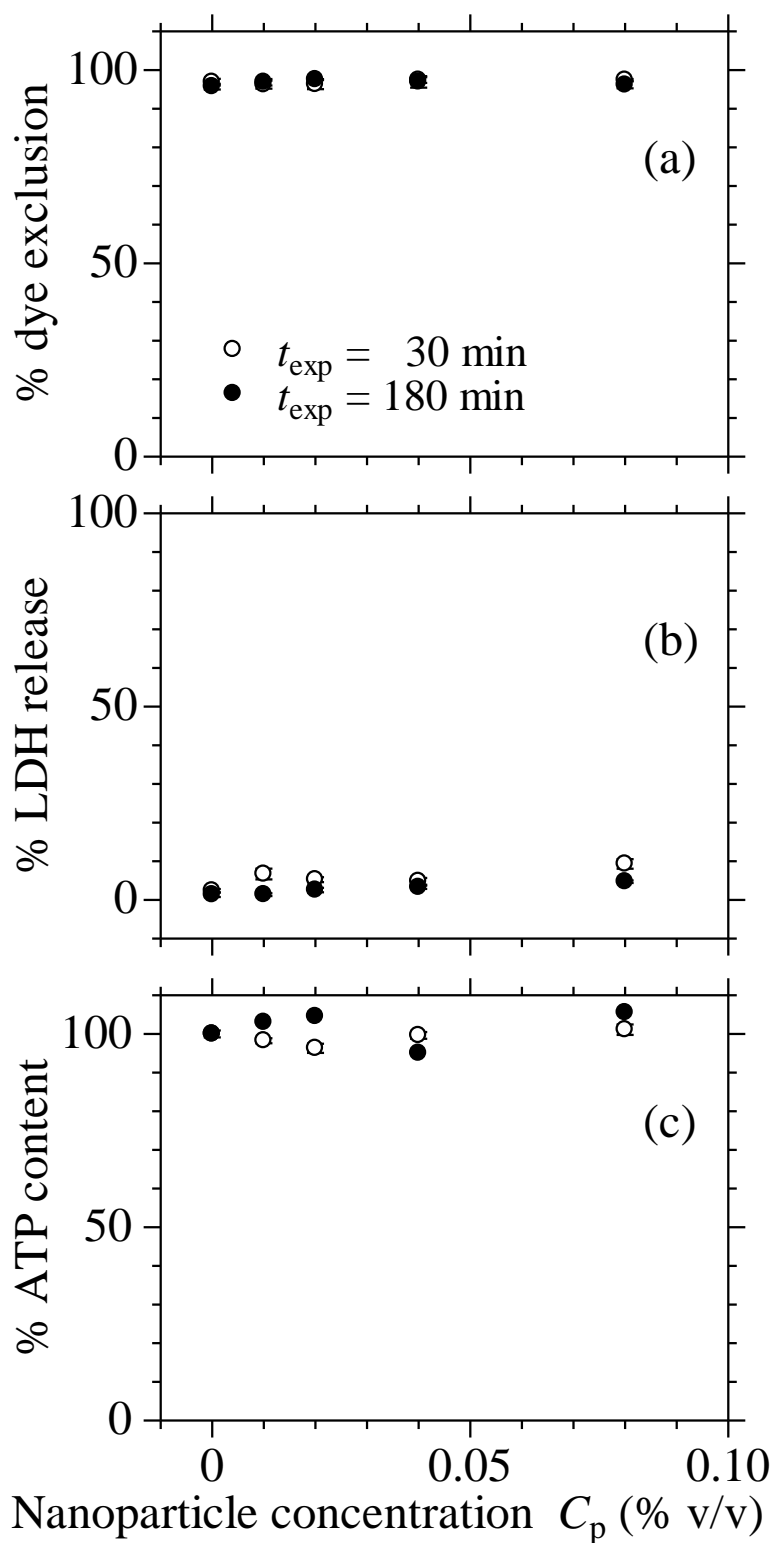 100
50
0
% dye exclusion
(a)
t_exp = 30 min
t_exp = 180 min
100
50
0
% LDH release
(b)
100
50
0
% ATP content
(c)
0 0.05 0.10
Nanoparticle concentration C_p (% v/v)